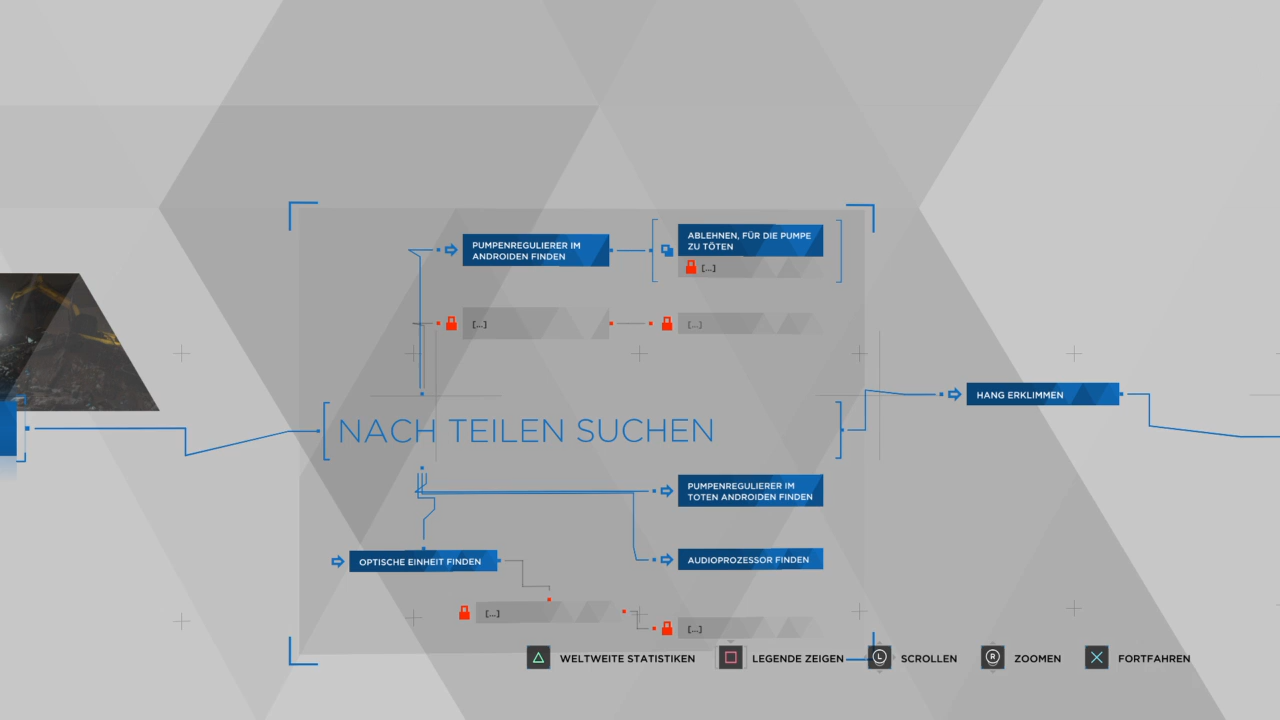 PUMPENREGULIERER IM
ANDROIDEN FINDEN
ABLEHNEN, FÜR DIE PUMPE
ZU TÖTEN
[...]
[...]
[...]
HANG ERKLIMMEN
NACH TEILEN SUCHEN
PUMPENREGULIERER IM
TOTEN ANDROIDEN FINDEN
OPTISCHE EINHEIT FINDEN
AUDIOPROZESSOR FINDEN
[...]
[...]
WELTWEITE STATISTIKEN
LEGENDE ZEIGEN
L
SCROLLEN
R
ZOOMEN
FORTFAHREN